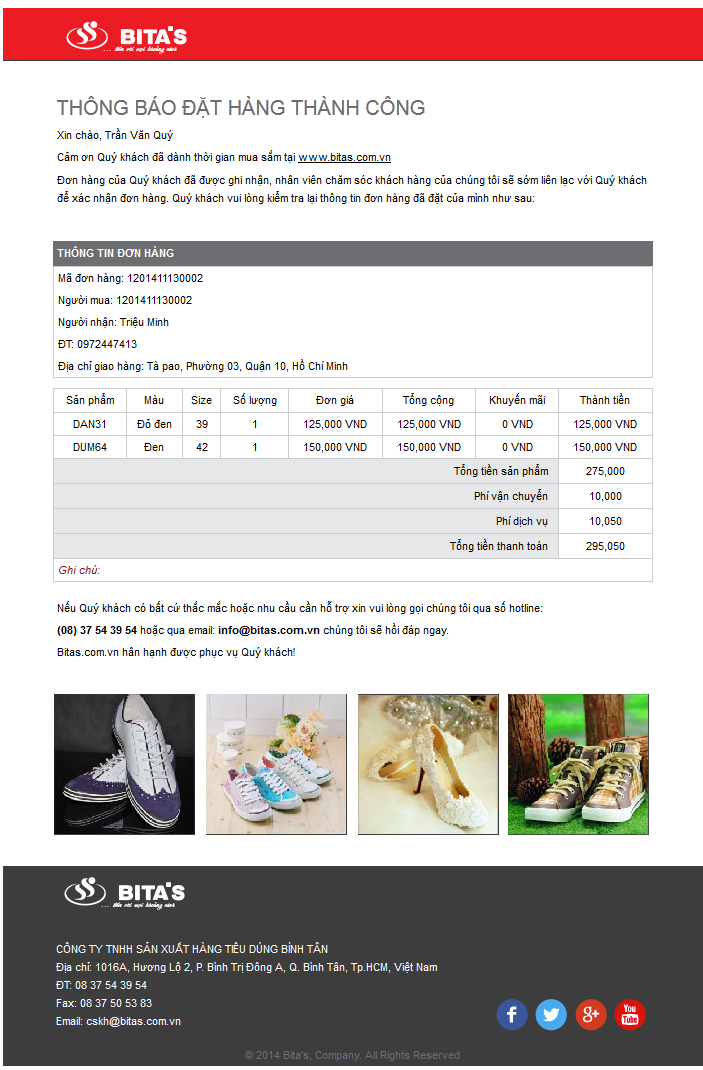 BITA'S
... Bền với mọi khoảng cách
THÔNG BÁO ĐẶT HÀNG THÀNH CÔNG
Xin chào, Trần Văn Quý
Cảm ơn Quý khách đã dành thời gian mua sắm tại www.bitas.com.vn
Đơn hàng của Quý khách đã được ghi nhận, nhân viên chăm sóc khách hàng của chúng tôi sẽ sớm liên lạc với Quý khách
để xác nhận đơn hàng. Quý khách vui lòng kiểm tra lại thông tin đơn hàng đã đặt của mình như sau:
THÔNG TIN ĐƠN HÀNG
Mã đơn hàng: 1201411130002
Người mua: 1201411130002
Người nhận: Triệu Minh
ĐT: 0972447413
Địa chỉ giao hàng: Tà pao, Phường 03, Quận 10, Hồ Chí Minh
Sản phẩm Màu Size Số lượng Đơn giá Tổng cộng Khuyến mãi Thành tiền
DAN31 Đỏ đen 39 1 125,000 VND 125,000 VND 0 VND 125,000 VND
DUM64 Đen 42 1 150,000 VND 150,000 VND 0 VND 150,000 VND
Tổng tiền sản phẩm 275,000
Phí vận chuyển 10,000
Phí dịch vụ 10,050
Tổng tiền thanh toán 295,050
Ghi chú:
Nếu Quý khách có bất cứ thắc mắc hoặc nhu cầu cần hỗ trợ xin vui lòng gọi chúng tôi qua số hotline:
(08) 37 54 39 54 hoặc qua email: info@bitas.com.vn chúng tôi sẽ hồi đáp ngay.
Bitas.com.vn hân hạnh được phục vụ Quý khách!
BITA'S
... Bền với mọi khoảng cách
CÔNG TY TNHH SẢN XUẤT HÀNG TIÊU DÙNG BÌNH TÂN
Địa chỉ: 1016A, Hương Lộ 2, P. Bình Trị Đông A, Q. Bình Tân, Tp.HCM, Việt Nam
ĐT: 08 37 54 39 54
Fax: 08 37 50 53 83
Email: cskh@bitas.com.vn
f g+ You Tube
© 2014 Bita's, Company. All Rights Reserved